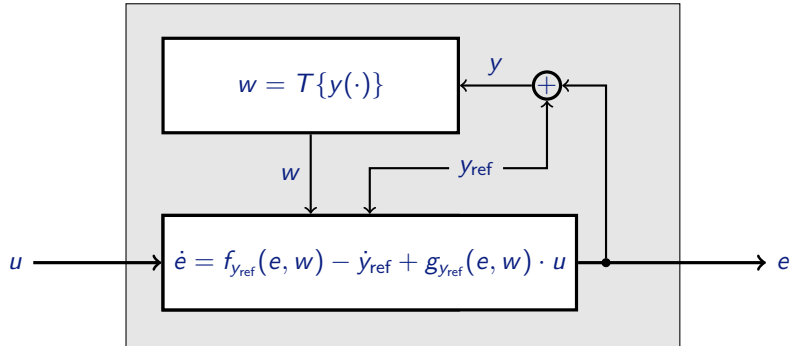 w = T{y(·)}
y
+
w
y_ref
u
ė = f_{y_ref}(e, w) − ẏ_ref + g_{y_ref}(e, w) · u
e